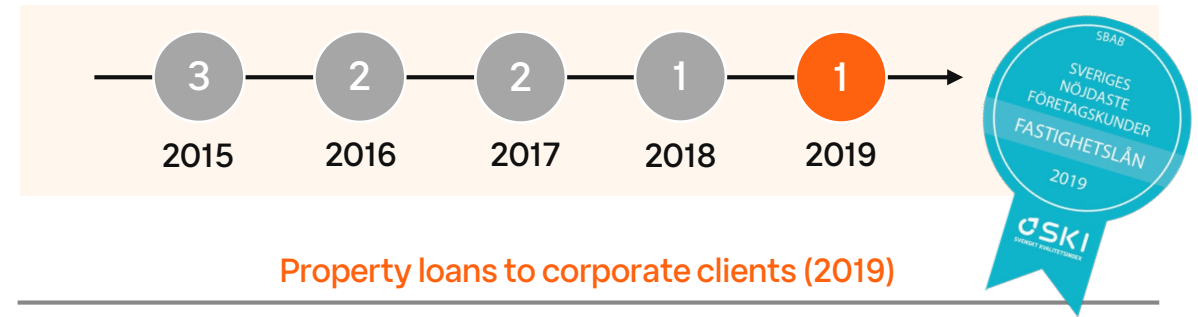 3 2 2 1 1
2015 2016 2017 2018 2019
SBAB
SVERIGES
NÖJDASTE
FÖRETAGSKUNDER
FASTIGHETSLÅN
2019
SKI
SVENSKT KVALITETSINDEX
Property loans to corporate clients (2019)